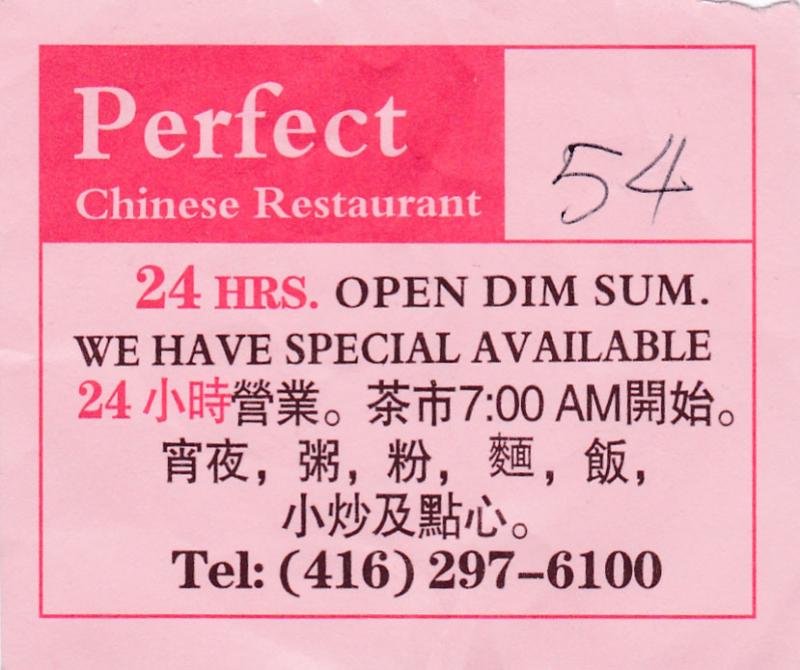 Perfect
Chinese Restaurant
54
24 HRS. OPEN DIM SUM.
WE HAVE SPECIAL AVAILABLE
24 小時營業。茶市7:00 AM開始。
宵夜，粥，粉，麵，飯，
小炒及點心。
Tel: (416) 297-6100